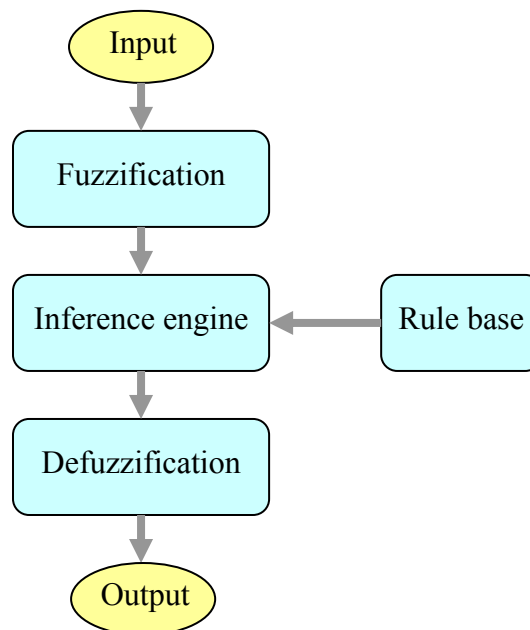 Input
Fuzzification
Inference engine
Rule base
Defuzzification
Output